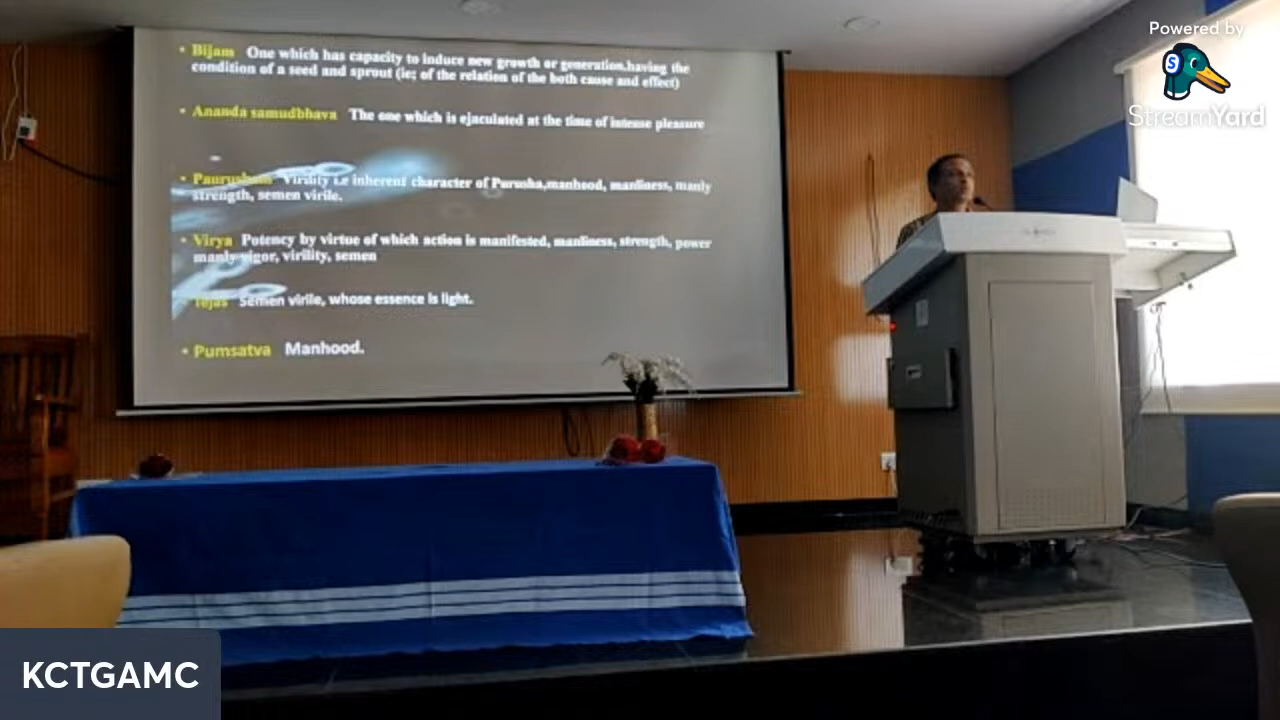 Powered by
StreamYard
• Bijam One which has capacity to induce new growth or generation.having the
condition of a seed and sprout (ie; of the relation of the both cause and effect)
• Ananda samudbhava The one which is ejaculated at the time of intense pleasure
• Paurusham Virility i.e inherent character of Purusha,manhood, manliness, manly
strength, semen virile.
• Virya Potency by virtue of which action is manifested, manliness, strength, power
manly vigor, virility, semen
• Tejas Semen virile, whose essence is light.
• Pumsatva Manhood.
KCTGAMC